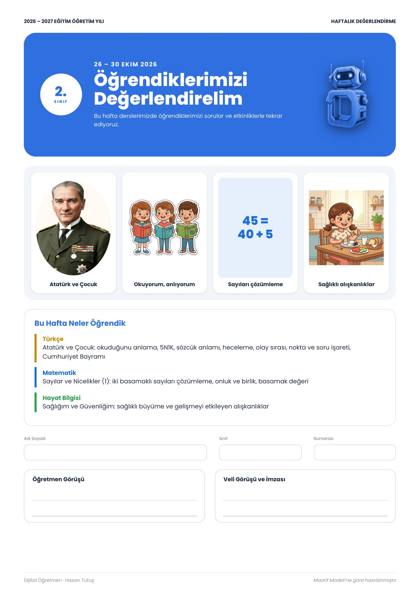 2026 – 2027 EĞİTİM ÖĞRETİM YILI
HAFTALIK DEĞERLENDİRME
2.
SINIF
26 – 30 EKİM 2026
Öğrendiklerimizi
Değerlendirelim
Bu hafta derslerimizde öğrendiklerimizi sorular ve etkinliklerle tekrar
ediyoruz.
Atatürk ve Çocuk
Okuyorum, anlıyorum
45 =
40 + 5
Sayıları çözümleme
Sağlıklı alışkanlıklar
Bu Hafta Neler Öğrendik
Türkçe
Atatürk ve Çocuk: okuduğunu anlama, 5N1K, sözcük anlamı, heceleme, olay sırası, nokta ve soru işareti,
Cumhuriyet Bayramı
Matematik
Sayılar ve Nicelikler (1): iki basamaklı sayıları çözümleme, onluk ve birlik, basamak değeri
Hayat Bilgisi
Sağlığım ve Güvenliğim: sağlıklı büyüme ve gelişmeyi etkileyen alışkanlıklar
Adı Soyadı
Sınıf
Numarası
Öğretmen Görüşü
Veli Görüşü ve İmzası
Dijital Öğretmen · Hasan Tutuş
Maarif Modeli'ne göre hazırlanmıştır